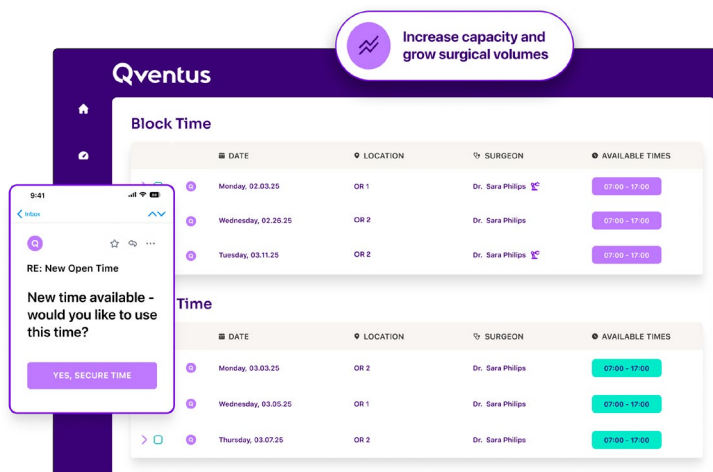 Increase capacity and
grow surgical volumes
Qventus
Block Time
DATE LOCATION SURGEON AVAILABLE TIMES
Q Monday, 02.03.25 OR 1 Dr. Sara Philips 07:00 - 17:00
Q Wednesday, 02.26.25 OR 2 Dr. Sara Philips 07:00 - 17:00
Q Tuesday, 03.11.25 OR 2 Dr. Sara Philips 07:00 - 17:00
9:41
Inbox
Q
RE: New Open Time
New time available -
would you like to use
this time?
YES, SECURE TIME
Time
DATE LOCATION SURGEON AVAILABLE TIMES
Q Monday, 03.03.25 OR 2 Dr. Sara Philips 07:00 - 17:00
Q Wednesday, 03.05.25 OR 1 Dr. Sara Philips 07:00 - 17:00
Q Thursday, 03.07.25 OR 2 Dr. Sara Philips 07:00 - 17:00